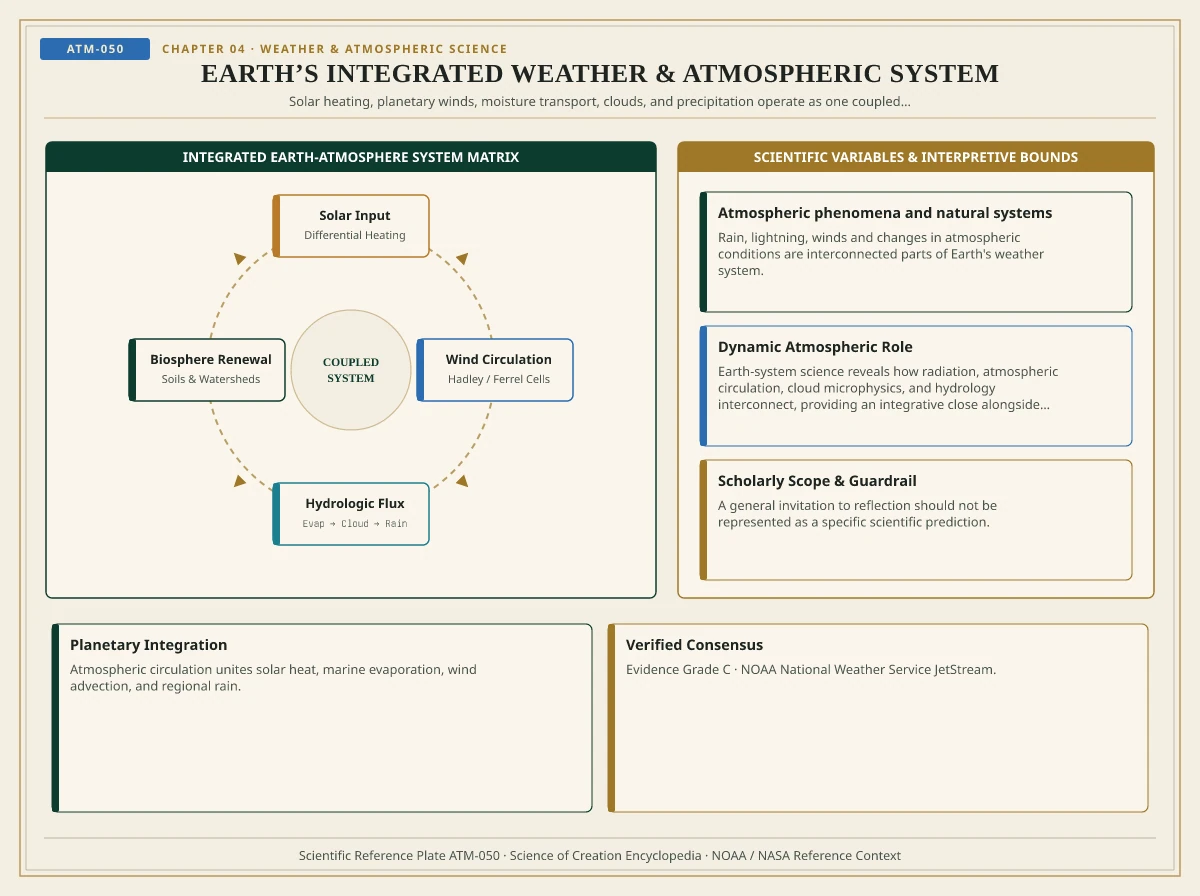 ATM-050
CHAPTER 04 · WEATHER & ATMOSPHERIC SCIENCE
EARTH’S INTEGRATED WEATHER & ATMOSPHERIC SYSTEM
Solar heating, planetary winds, moisture transport, clouds, and precipitation operate as one coupled…
INTEGRATED EARTH-ATMOSPHERE SYSTEM MATRIX
Solar Input
Differential Heating
Biosphere Renewal
Soils & Watersheds
COUPLED
SYSTEM
Wind Circulation
Hadley / Ferrel Cells
Hydrologic Flux
Evap → Cloud → Rain
SCIENTIFIC VARIABLES & INTERPRETIVE BOUNDS
Atmospheric phenomena and natural systems
Rain, lightning, winds and changes in atmospheric
conditions are interconnected parts of Earth's weather
system.
Dynamic Atmospheric Role
Earth-system science reveals how radiation, atmospheric
circulation, cloud microphysics, and hydrology
interconnect, providing an integrative close alongside…
Scholarly Scope & Guardrail
A general invitation to reflection should not be
represented as a specific scientific prediction.
Planetary Integration
Atmospheric circulation unites solar heat, marine evaporation, wind
advection, and regional rain.
Verified Consensus
Evidence Grade C · NOAA National Weather Service JetStream.
Scientific Reference Plate ATM-050 · Science of Creation Encyclopedia · NOAA / NASA Reference Context